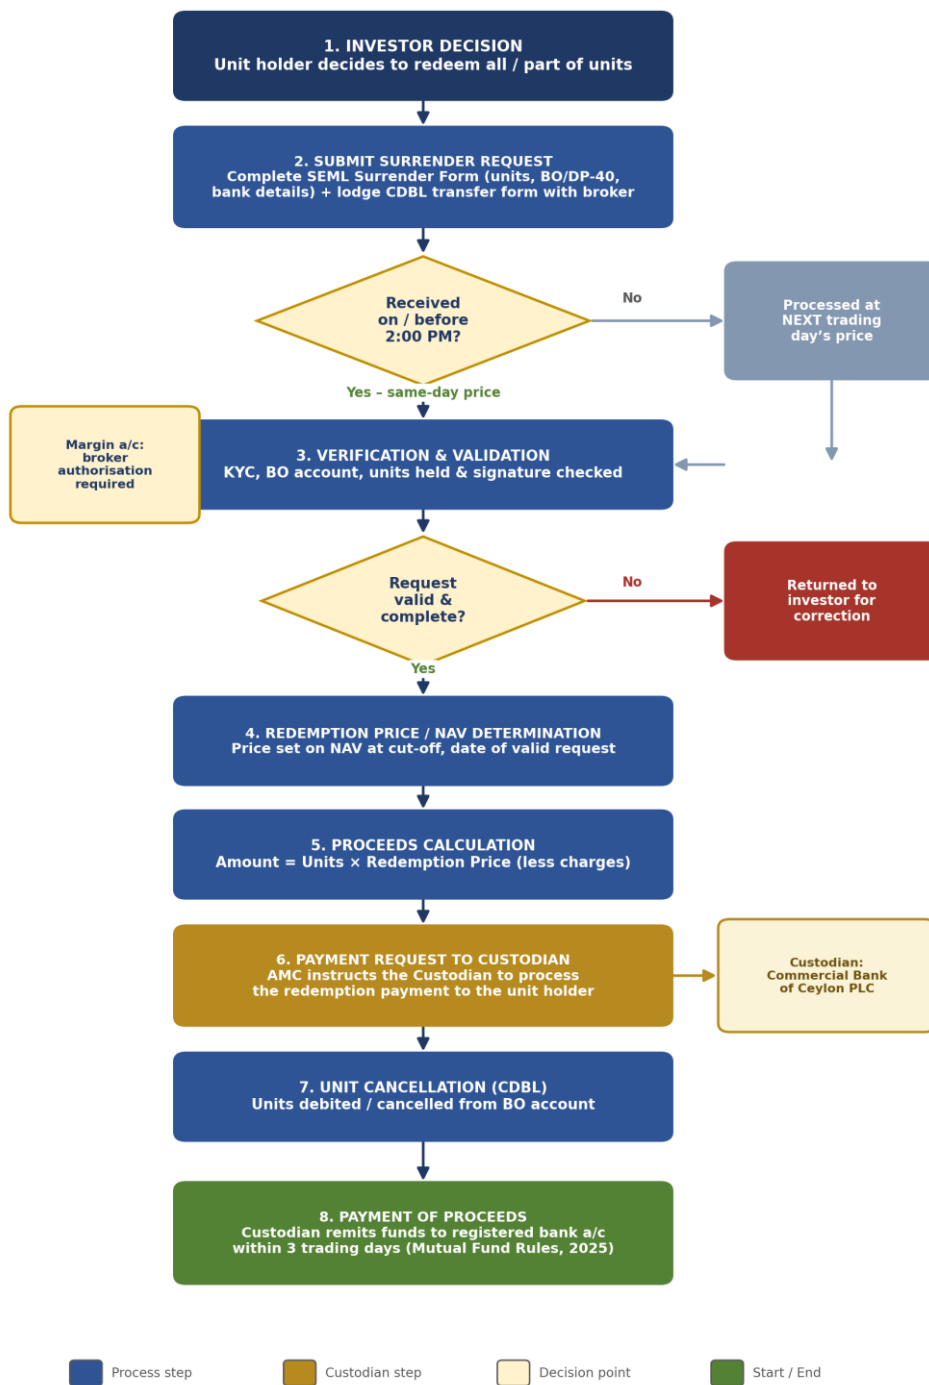 1. INVESTOR DECISION
Unit holder decides to redeem all / part of units
2. SUBMIT SURRENDER REQUEST
Complete SEML Surrender Form (units, BO/DP-40,
bank details) + lodge CDBL transfer form with broker
Received
on / before
2:00 PM?
No
Processed at
NEXT trading
day’s price
Yes – same-day price
Margin a/c:
broker
authorisation
required
3. VERIFICATION & VALIDATION
KYC, BO account, units held & signature checked
Request
valid &
complete?
No
Returned to
investor for
correction
Yes
4. REDEMPTION PRICE / NAV DETERMINATION
Price set on NAV at cut-off, date of valid request
5. PROCEEDS CALCULATION
Amount = Units × Redemption Price (less charges)
6. PAYMENT REQUEST TO CUSTODIAN
AMC instructs the Custodian to process
the redemption payment to the unit holder
Custodian:
Commercial Bank
of Ceylon PLC
7. UNIT CANCELLATION (CDBL)
Units debited / cancelled from BO account
8. PAYMENT OF PROCEEDS
Custodian remits funds to registered bank a/c
within 3 trading days (Mutual Fund Rules, 2025)
Process step
Custodian step
Decision point
Start / End